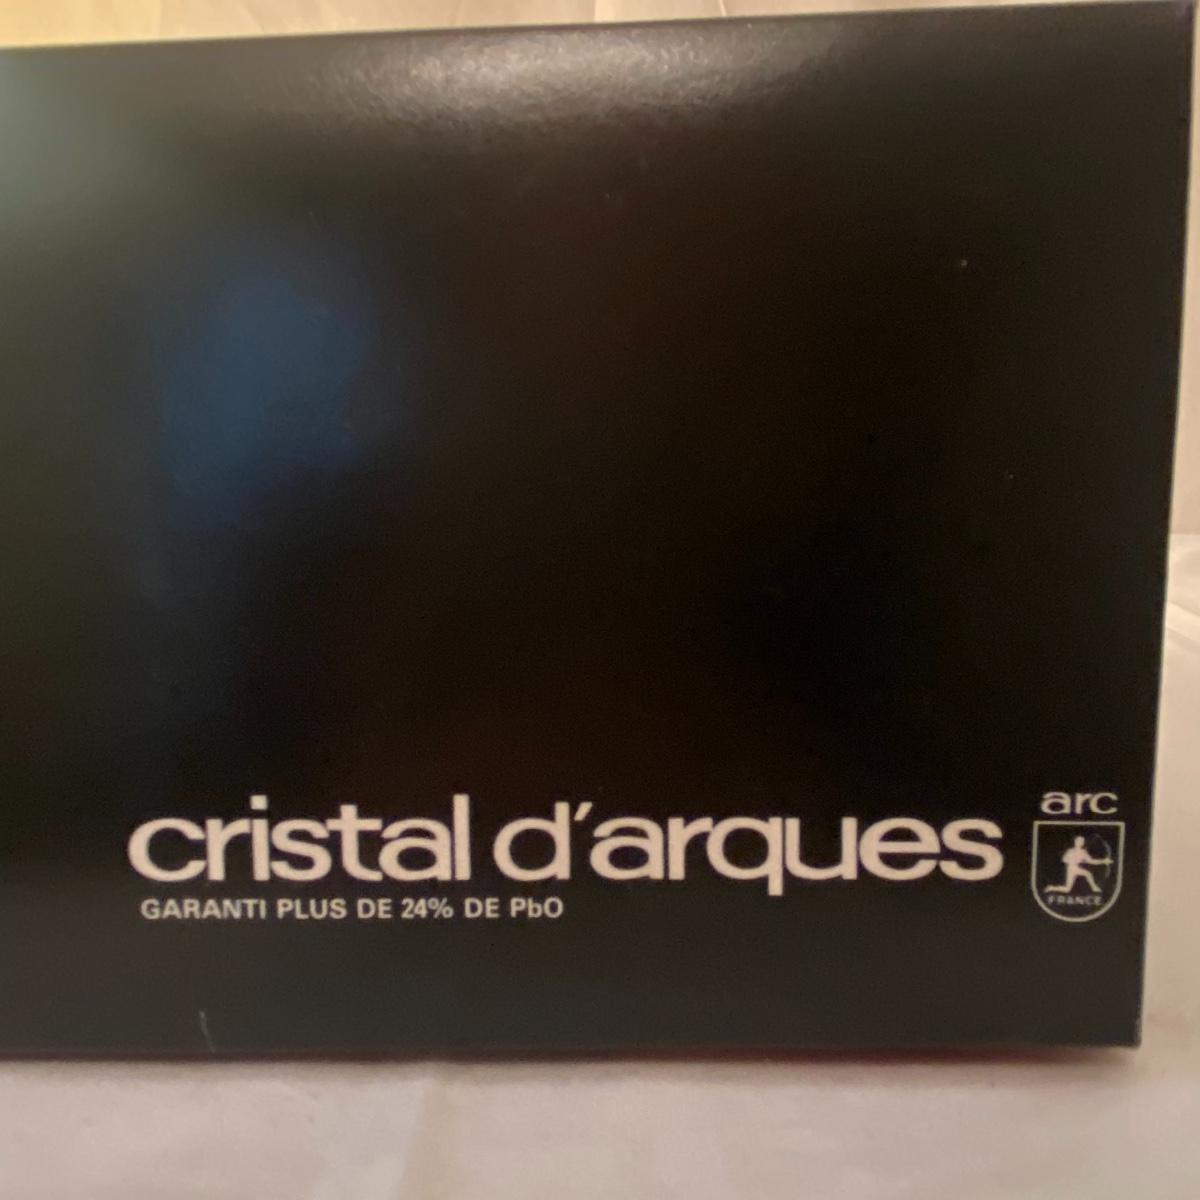 cristal d'arques
GARANTI PLUS DE 24% DE PbO
arc
FRANCE